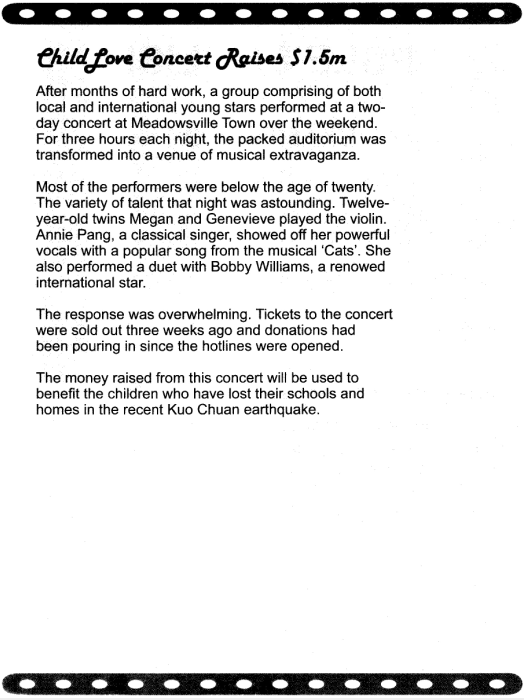 ChildLove Concert Raises $1.5m
After months of hard work, a group comprising of both
local and international young stars performed at a two-
day concert at Meadowsville Town over the weekend.
For three hours each night, the packed auditorium was
transformed into a venue of musical extravaganza.
Most of the performers were below the age of twenty.
The variety of talent that night was astounding. Twelve-
year-old twins Megan and Genevieve played the violin.
Annie Pang, a classical singer, showed off her powerful
vocals with a popular song from the musical ‘Cats’. She
also performed a duet with Bobby Williams, a renowed
international star.
The response was overwhelming. Tickets to the concert
were sold out three weeks ago and donations had
been pouring in since the hotlines were opened.
The money raised from this concert will be used to
benefit the children who have lost their schools and
homes in the recent Kuo Chuan earthquake.